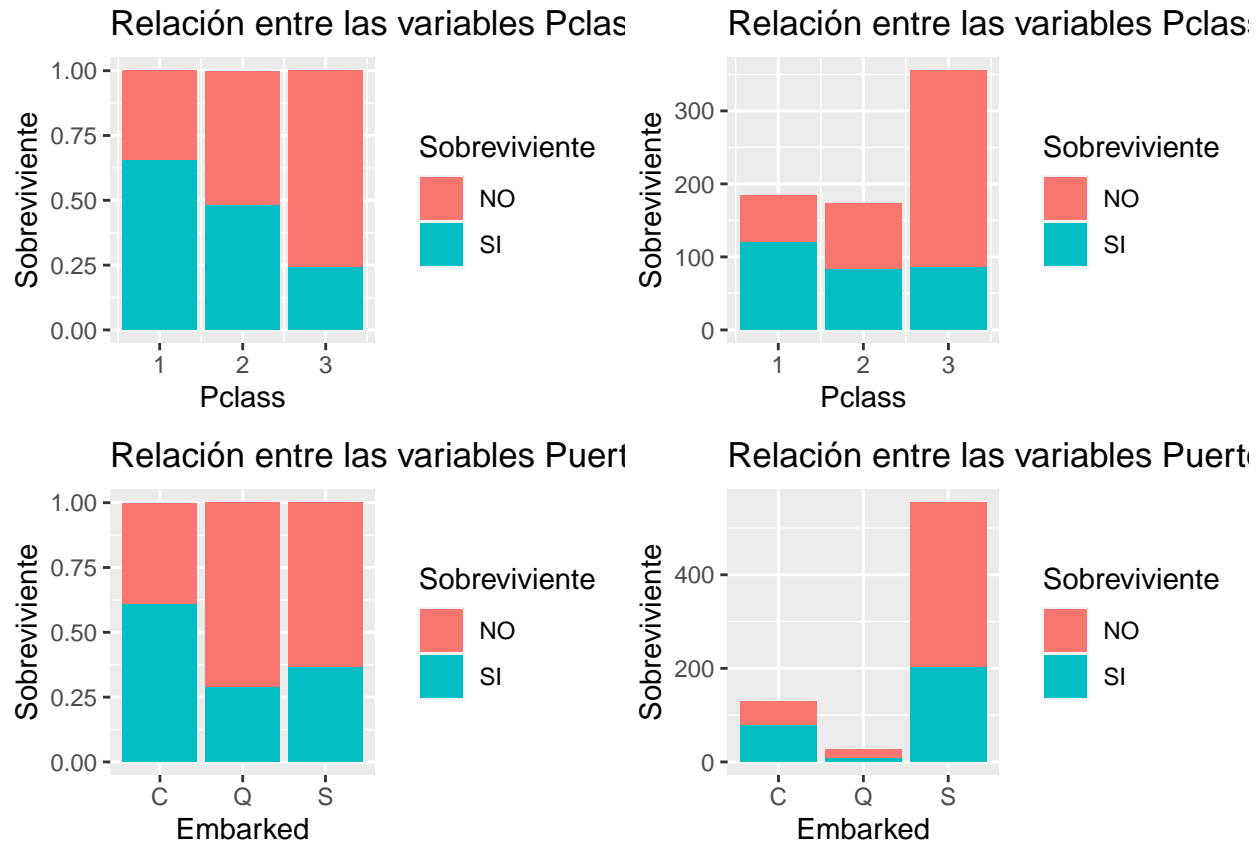 Relación entre las variables Pclas
Sobreviviente
1.00
0.75
0.50
0.25
0.00
1 2 3
Pclass
Sobreviviente
NO
SI
Relación entre las variables Pclass
Sobreviviente
300
200
100
0
1 2 3
Pclass
Sobreviviente
NO
SI
Relación entre las variables Puert
Sobreviviente
1.00
0.75
0.50
0.25
0.00
C Q S
Embarked
Sobreviviente
NO
SI
Relación entre las variables Puerto
Sobreviviente
400
200
0
C Q S
Embarked
Sobreviviente
NO
SI